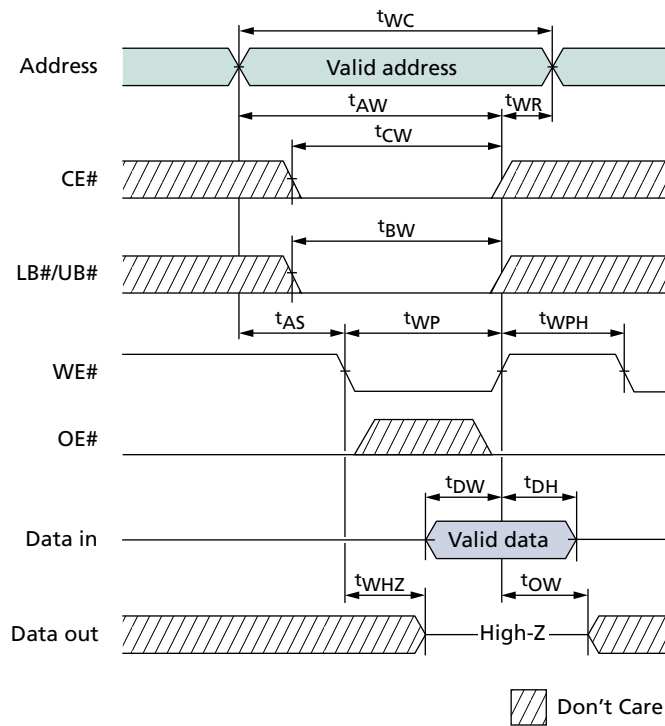 tWC
Address
Valid address
tAW
tWR
tCW
CE#
tBW
LB#/UB#
tAS
tWP
tWPH
WE#
OE#
tDW
tDH
Data in
Valid data
tWHZ
tOW
Data out
High-Z
Don't Care